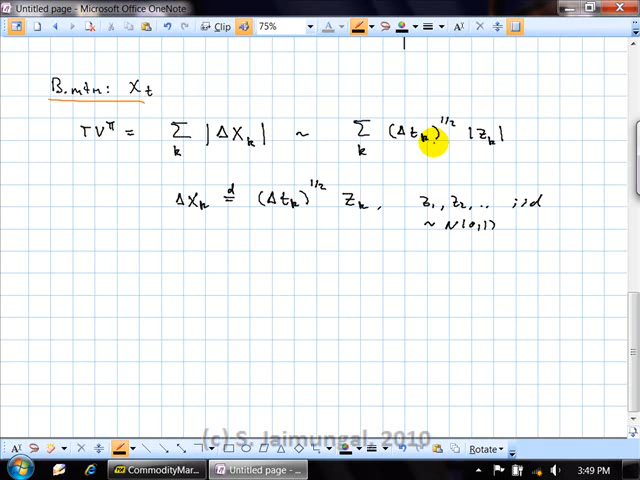 Untitled page - Microsoft Office OneNote
75%
B.mtn: X_t
TV^π = Σ_k |ΔX_k| ~ Σ_k (Δt_k)^{1/2} |Z_k|
ΔX_k =^d (Δt_k)^{1/2} Z_k, Z_1, Z_2, .. iid
~ N(0,1)
(c) S. Jaimungal, 2010
Rotate
CommodityMar...
Untitled page - Micr...
3:49 PM